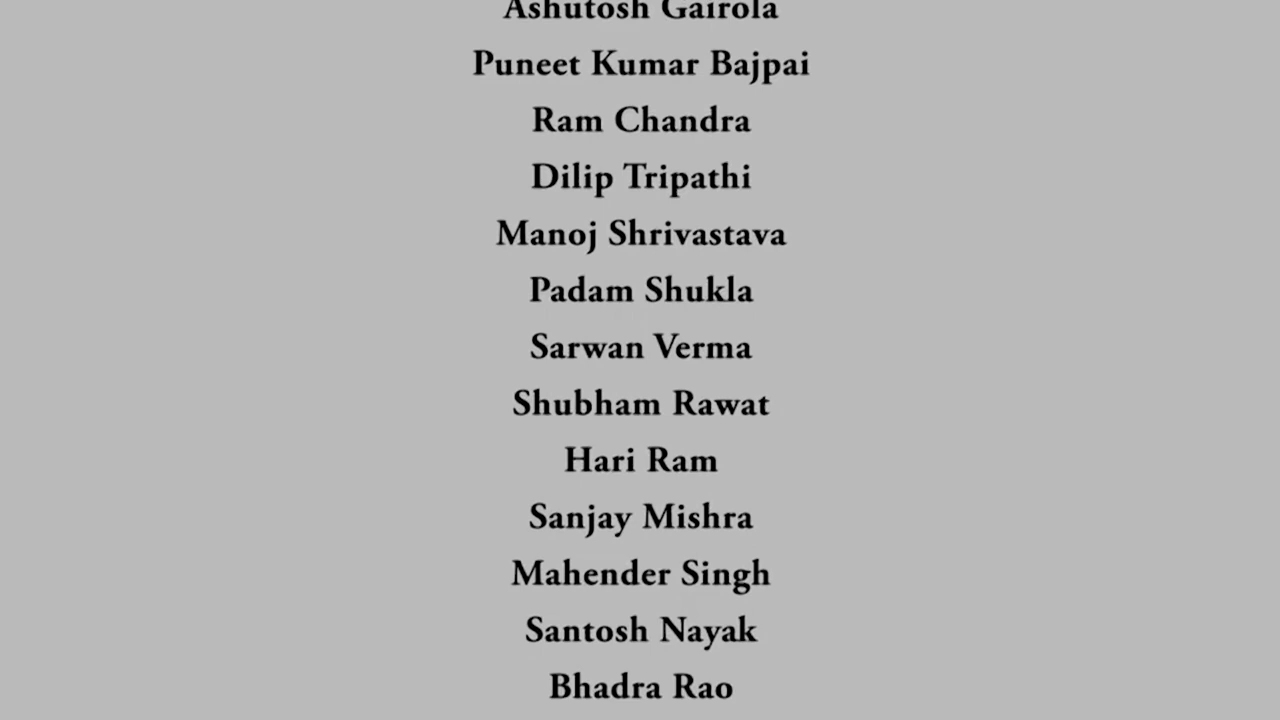 Ashutosh Gairola
Puneet Kumar Bajpai
Ram Chandra
Dilip Tripathi
Manoj Shrivastava
Padam Shukla
Sarwan Verma
Shubham Rawat
Hari Ram
Sanjay Mishra
Mahender Singh
Santosh Nayak
Bhadra Rao